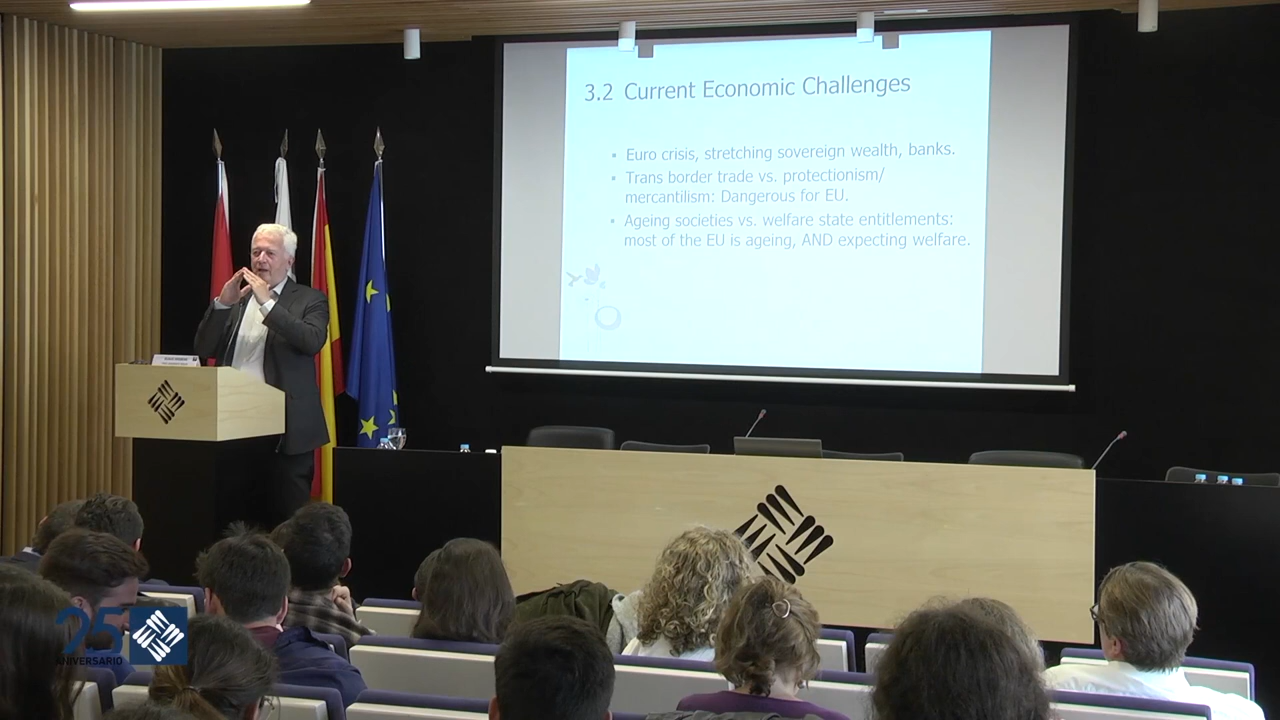 3.2 Current Economic Challenges
▪ Euro crisis, stretching sovereign wealth, banks.
▪ Trans border trade vs. protectionism/
mercantilism: Dangerous for EU.
▪ Ageing societies vs. welfare state entitlements:
most of the EU is ageing, AND expecting welfare.
25
ANIVERSARIO